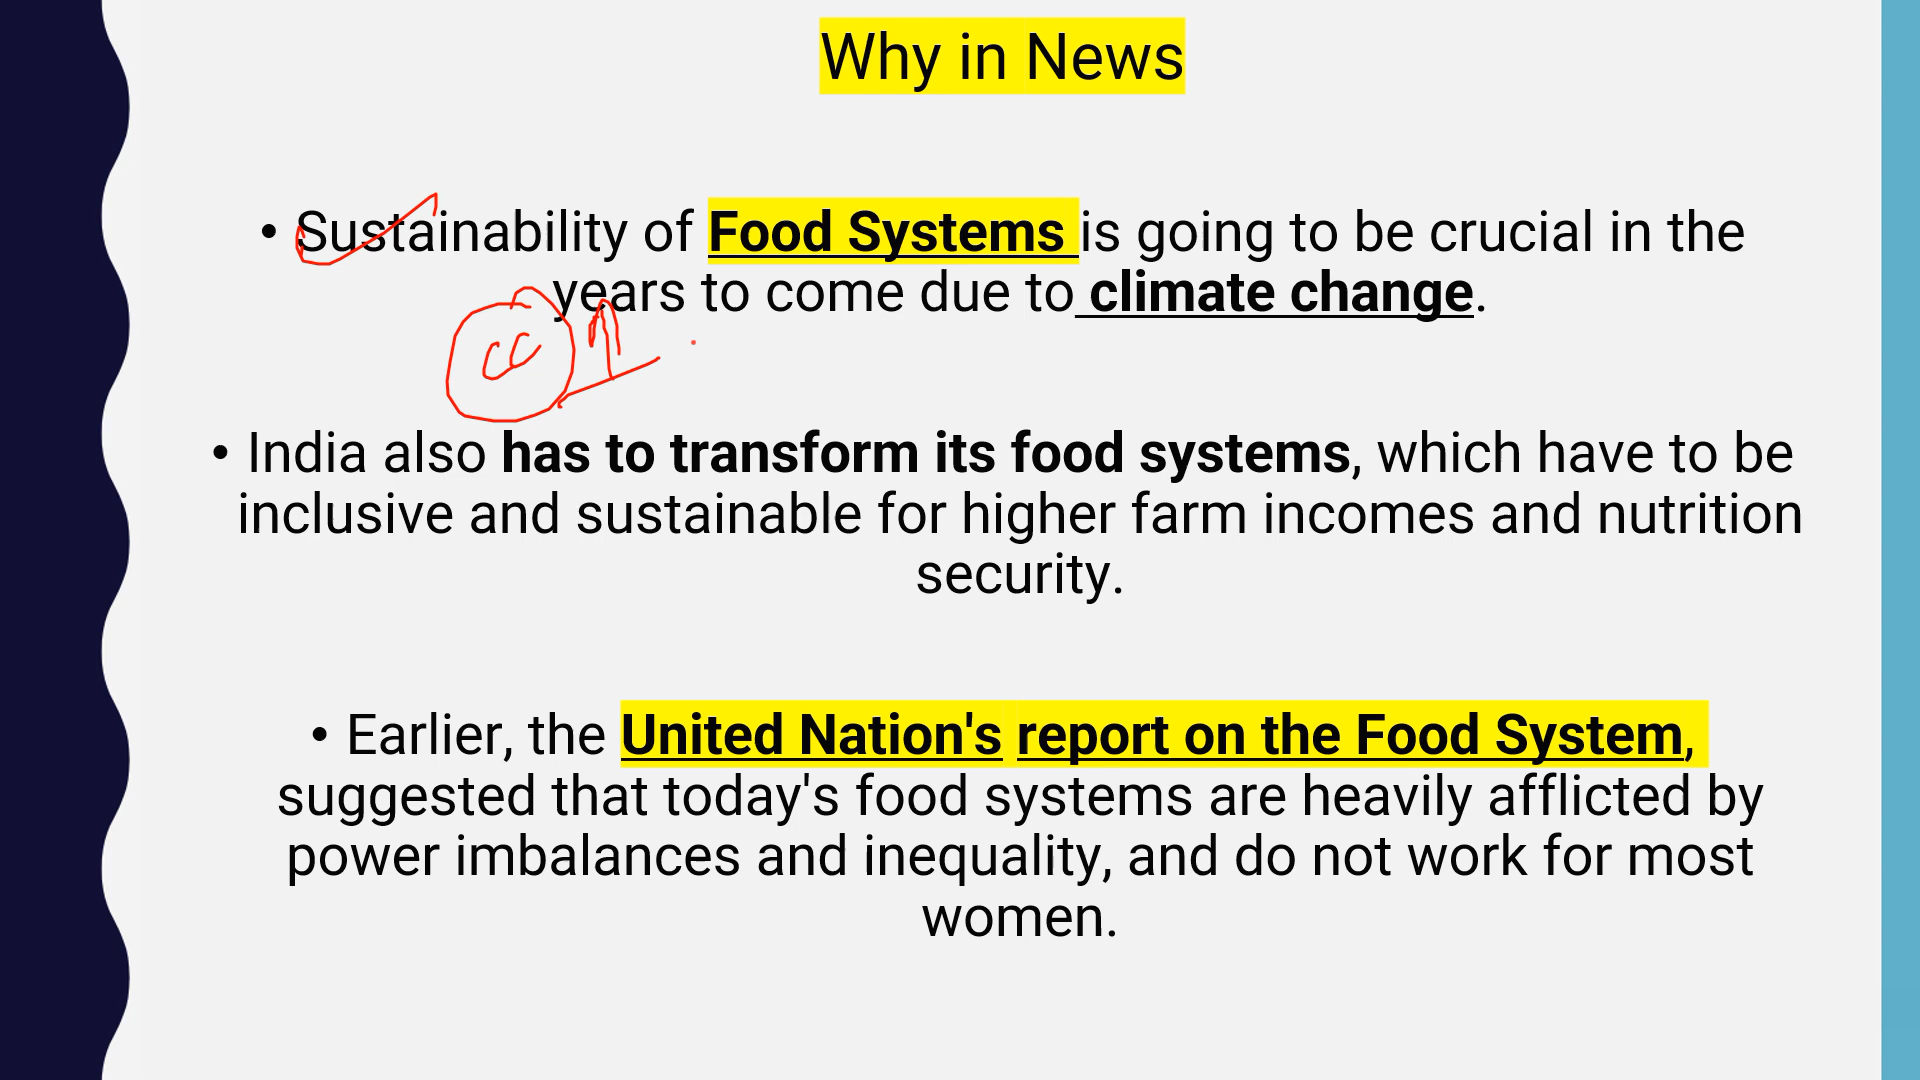 Why in News
• Sustainability of Food Systems is going to be crucial in the
years to come due to climate change.
CC ↑
• India also has to transform its food systems, which have to be
inclusive and sustainable for higher farm incomes and nutrition
security.
• Earlier, the United Nation's report on the Food System,
suggested that today's food systems are heavily afflicted by
power imbalances and inequality, and do not work for most
women.